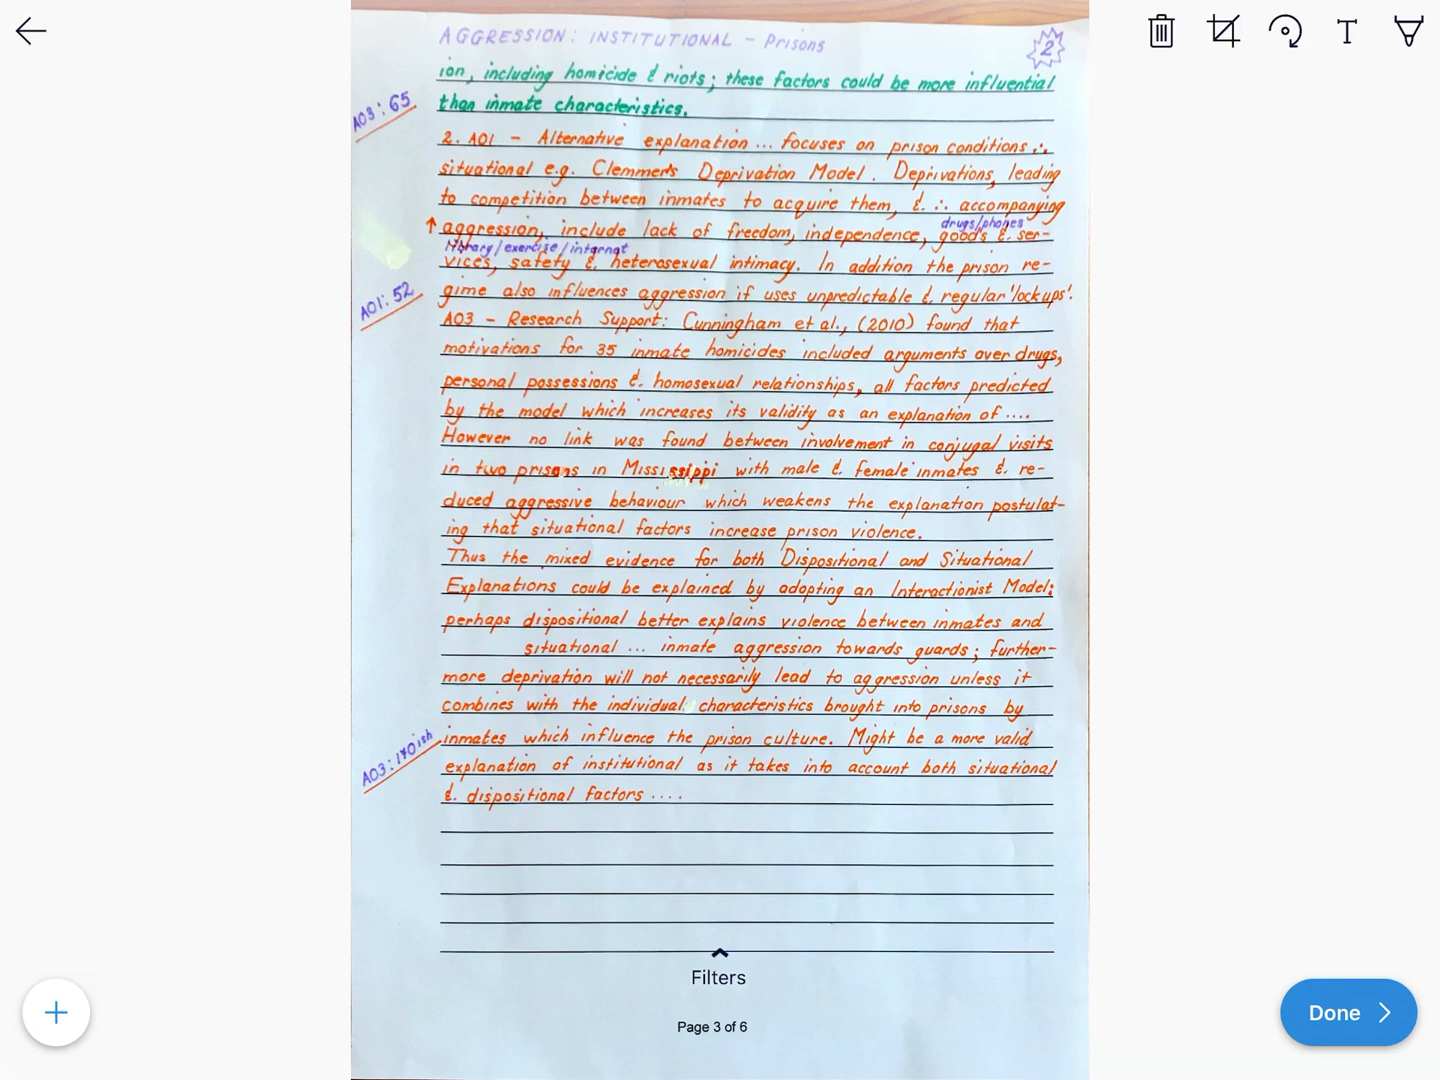 AGGRESSION: INSTITUTIONAL - Prisons
2
ion, including homicide & riots; these factors could be more influential
than inmate characteristics.
AO3: 65
2. AO1 - Alternative explanation ... focuses on prison conditions ∴
situational e.g. Clemmer's Deprivation Model. Deprivations, leading
to competition between inmates to acquire them, & ∴ accompanying
drugs/phones
↑ aggression, include lack of freedom, independence, goods & ser-
library/exercise/internet
vices, safety & heterosexual intimacy. In addition the prison re-
gime also influences aggression if uses unpredictable & regular 'lock ups'.
AO1: 52
AO3 - Research Support: Cunningham et al., (2010) found that
motivations for 35 inmate homicides included arguments over drugs,
personal possessions & homosexual relationships, all factors predicted
by the model which increases its validity as an explanation of ....
However no link was found between involvement in conjugal visits
in two prisons in Mississippi with male & female inmates & re-
duced aggressive behaviour which weakens the explanation postulat-
ing that situational factors increase prison violence.
Thus the mixed evidence for both Dispositional and Situational
Explanations could be explained by adopting an Interactionist Model;
perhaps dispositional better explains violence between inmates and
situational ... inmate aggression towards guards; further-
more deprivation will not necessarily lead to aggression unless it
combines with the individual characteristics brought into prisons by
inmates which influence the prison culture. Might be a more valid
AO3: 170ish
explanation of institutional as it takes into account both situational
& dispositional factors ....
Filters
Page 3 of 6
Done